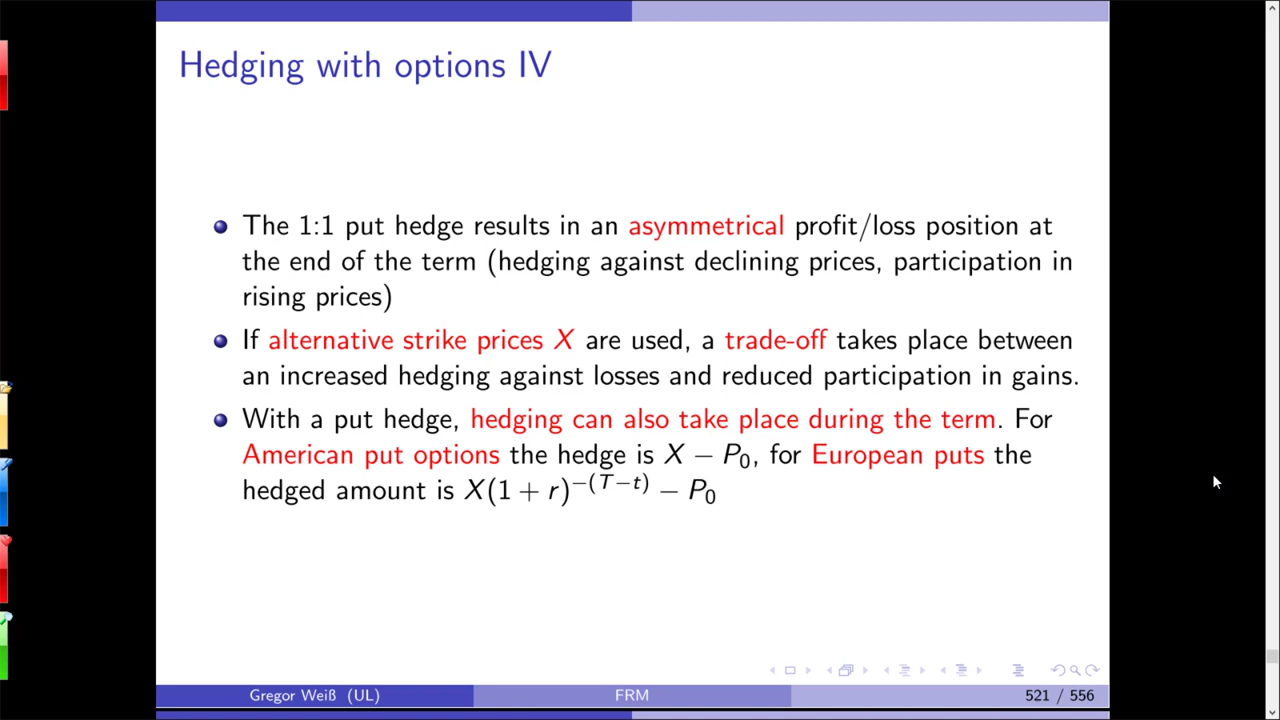 Hedging with options IV
The 1:1 put hedge results in an asymmetrical profit/loss position at
the end of the term (hedging against declining prices, participation in
rising prices)
If alternative strike prices X are used, a trade-off takes place between
an increased hedging against losses and reduced participation in gains.
With a put hedge, hedging can also take place during the term. For
American put options the hedge is X − P₀, for European puts the
hedged amount is X(1 + r)^−(T−t) − P₀
Gregor Weiß (UL) FRM 521 / 556